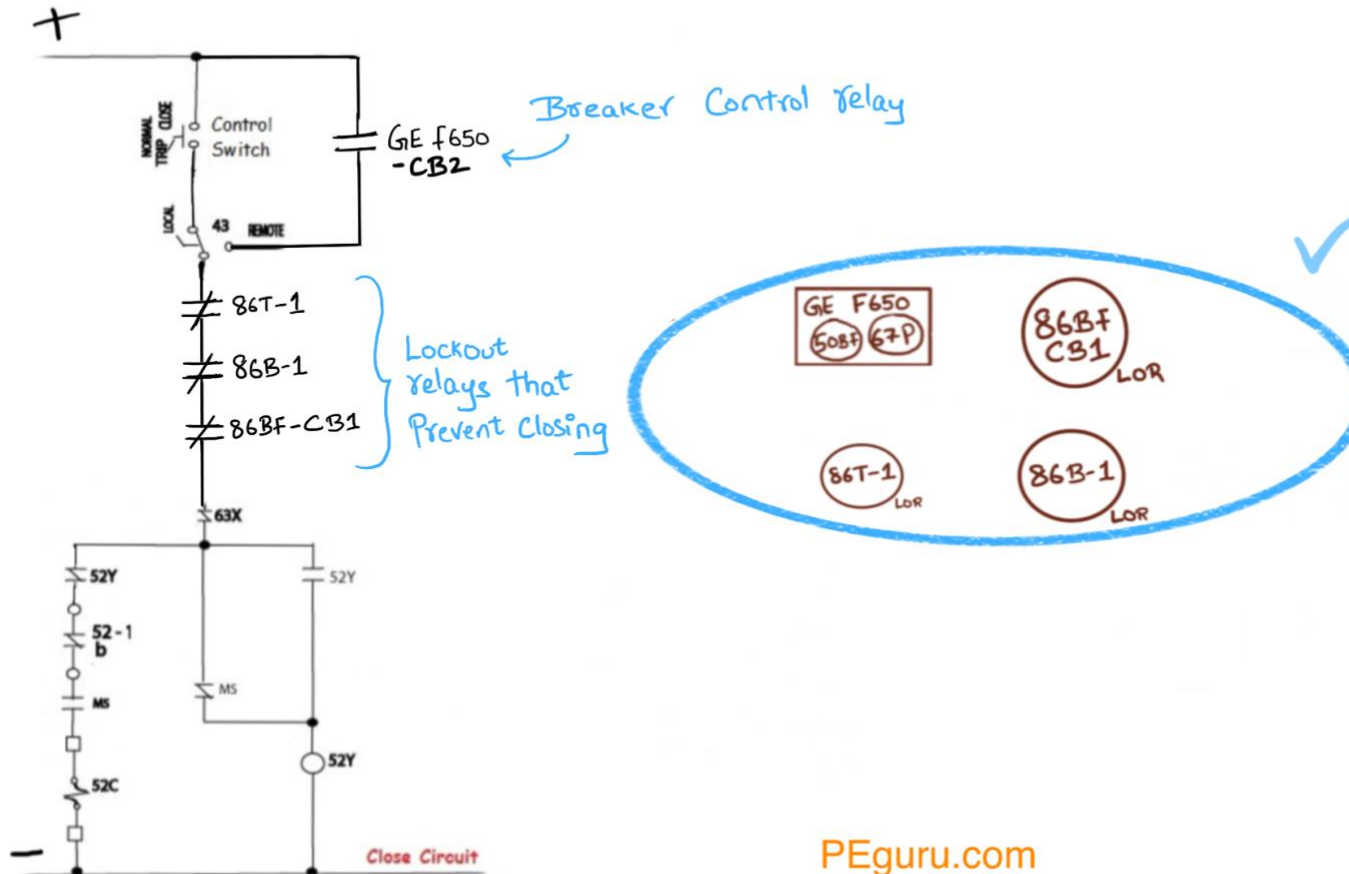 +
NORMAL
TRIP CLOSE
Control
Switch
GE f650
-CB2
Breaker Control relay
LOCAL
43 REMOTE
86T-1
86B-1
86BF-CB1
Lockout
relays that
Prevent Closing
63X
52Y
52Y
52-1
b
MS
MS
52C
52Y
−
Close Circuit
GE F650
50BF 67P
86BF
CB1
LOR
86T-1
LOR
86B-1
LOR
PEguru.com